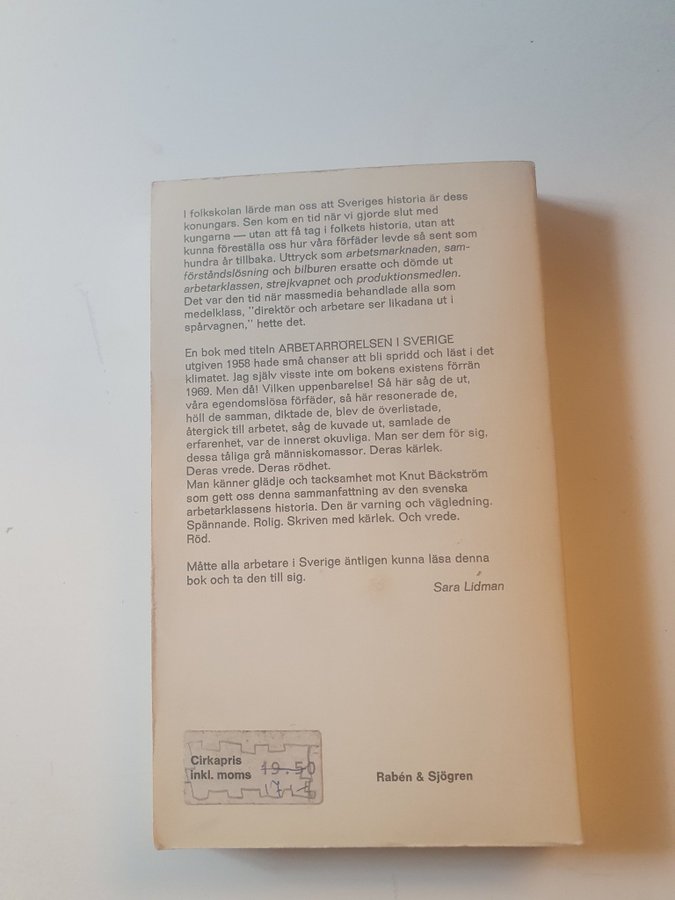 I folkskolan lärde man oss att Sveriges historia är dess
konungars. Sen kom en tid när vi gjorde slut med
kungarna — utan att få tag i folkets historia, utan att
kunna föreställa oss hur våra förfäder levde så sent som
hundra år tillbaka. Uttryck som arbetsmarknaden, sam-
förståndslösning och bilburen ersatte och dömde ut
arbetarklassen, strejkvapnet och produktionsmedlen.
Det var den tid när massmedia behandlade alla som
medelklass, "direktör och arbetare ser likadana ut i
spårvagnen," hette det.
En bok med titeln ARBETARRÖRELSEN I SVERIGE
utgiven 1958 hade små chanser att bli spridd och läst i det
klimatet. Jag själv visste inte om bokens existens förrän
1969. Men då! Vilken uppenbarelse! Så här såg de ut,
våra egendomslösa förfäder, så här resonerade de,
höll de samman, diktade de, blev de överlistade,
återgick till arbetet, såg de kuvade ut, samlade de
erfarenhet, var de innerst okuvliga. Man ser dem för sig,
dessa tåliga grå människomassor. Deras kärlek.
Deras vrede. Deras rödhet.
Man känner glädje och tacksamhet mot Knut Bäckström
som gett oss denna sammanfattning av den svenska
arbetarklassens historia. Den är varning och vägledning.
Spännande. Rolig. Skriven med kärlek. Och vrede.
Röd.
Måtte alla arbetare i Sverige äntligen kunna läsa denna
bok och ta den till sig.
Sara Lidman
Cirkapris
inkl. moms 19.50
Rabén & Sjögren